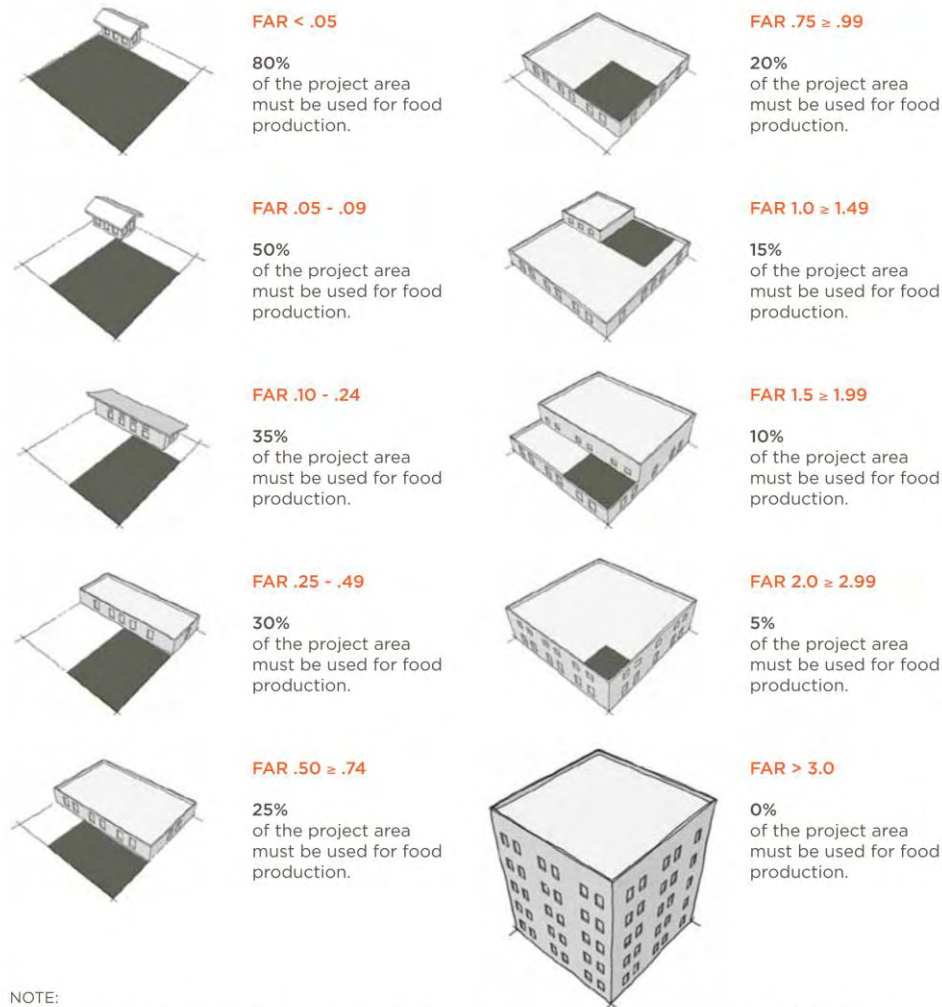 FAR < .05
80%
of the project area
must be used for food
production.
FAR .05 - .09
50%
of the project area
must be used for food
production.
FAR .10 - .24
35%
of the project area
must be used for food
production.
FAR .25 - .49
30%
of the project area
must be used for food
production.
FAR .50 ≥ .74
25%
of the project area
must be used for food
production.
FAR .75 ≥ .99
20%
of the project area
must be used for food
production.
FAR 1.0 ≥ 1.49
15%
of the project area
must be used for food
production.
FAR 1.5 ≥ 1.99
10%
of the project area
must be used for food
production.
FAR 2.0 ≥ 2.99
5%
of the project area
must be used for food
production.
FAR > 3.0
0%
of the project area
must be used for food
production.
NOTE: